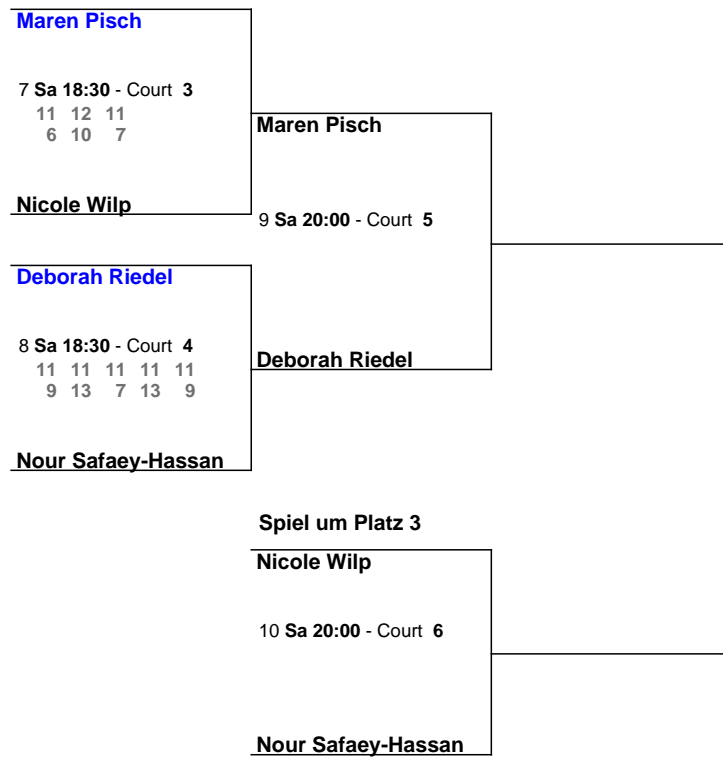 Maren Pisch
7 Sa 18:30 - Court 3
11 12 11
6 10 7
Nicole Wilp
Maren Pisch
9 Sa 20:00 - Court 5
Deborah Riedel
Deborah Riedel
8 Sa 18:30 - Court 4
11 11 11 11 11
9 13 7 13 9
Nour Safaey-Hassan
Spiel um Platz 3
Nicole Wilp
10 Sa 20:00 - Court 6
Nour Safaey-Hassan